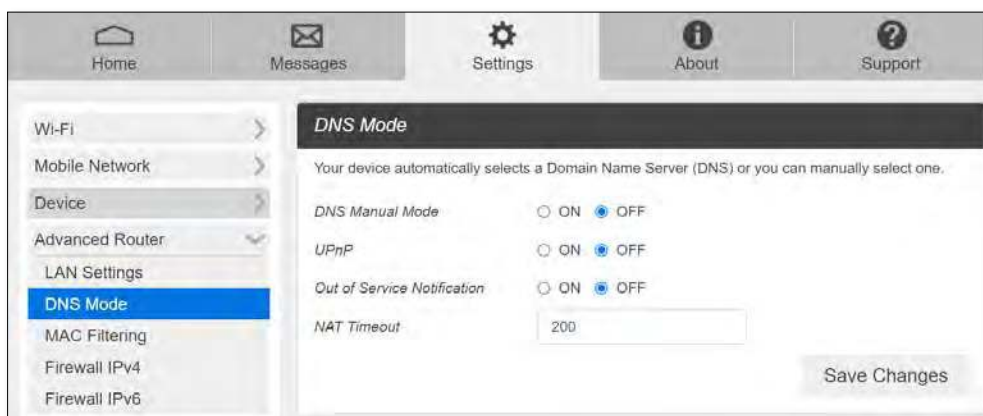 Home Messages Settings About Support
Wi-Fi
Mobile Network
Device
Advanced Router
LAN Settings
DNS Mode
MAC Filtering
Firewall IPv4
Firewall IPv6
DNS Mode
Your device automatically selects a Domain Name Server (DNS) or you can manually select one.
DNS Manual Mode ON OFF
UPnP ON OFF
Out of Service Notification ON OFF
NAT Timeout 200
Save Changes